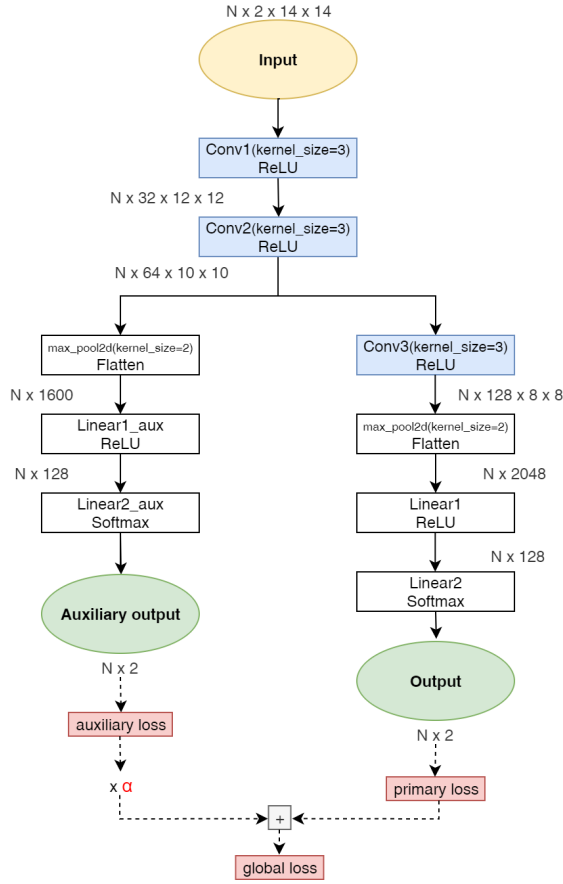 N x 2 x 14 x 14
Input
Conv1(kernel_size=3)
ReLU
N x 32 x 12 x 12
Conv2(kernel_size=3)
ReLU
N x 64 x 10 x 10
max_pool2d(kernel_size=2)
Flatten
N x 1600
Linear1_aux
ReLU
N x 128
Linear2_aux
Softmax
Auxiliary output
N x 2
auxiliary loss
x α
Conv3(kernel_size=3)
ReLU
N x 128 x 8 x 8
max_pool2d(kernel_size=2)
Flatten
N x 2048
Linear1
ReLU
N x 128
Linear2
Softmax
Output
N x 2
primary loss
+
global loss